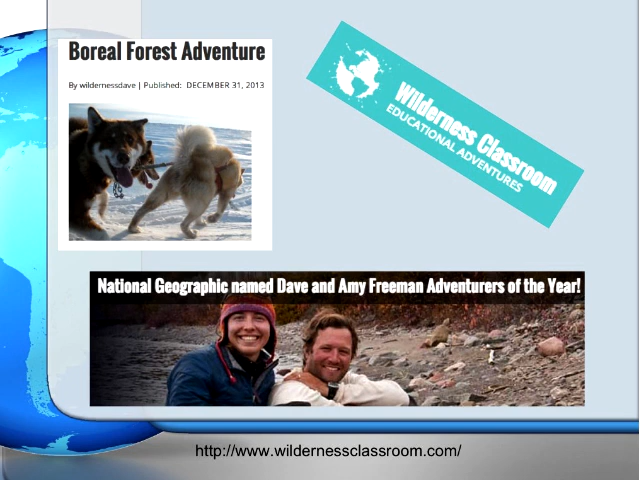 Boreal Forest Adventure
By wildernessdave | Published: DECEMBER 31, 2013
Wilderness Classroom
EDUCATIONAL ADVENTURES
National Geographic named Dave and Amy Freeman Adventurers of the Year!
http://www.wildernessclassroom.com/